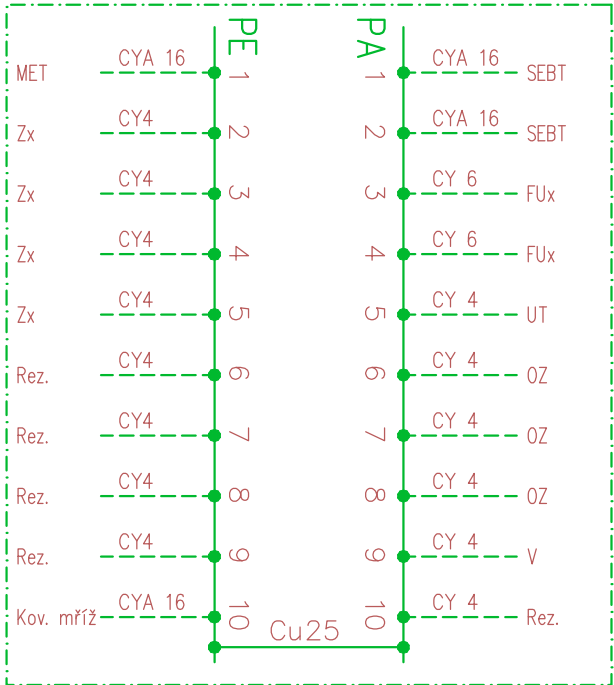 PE PA
MET CYA 16 1 1 CYA 16 SEBT
Zx CY4 2 2 CYA 16 SEBT
Zx CY4 3 3 CY 6 FUx
Zx CY4 4 4 CY 6 FUx
Zx CY4 5 5 CY 4 UT
Rez. CY4 6 6 CY 4 OZ
Rez. CY4 7 7 CY 4 OZ
Rez. CY4 8 8 CY 4 OZ
Rez. CY4 9 9 CY 4 V
Kov. mříž CYA 16 10 10 CY 4 Rez.
Cu25